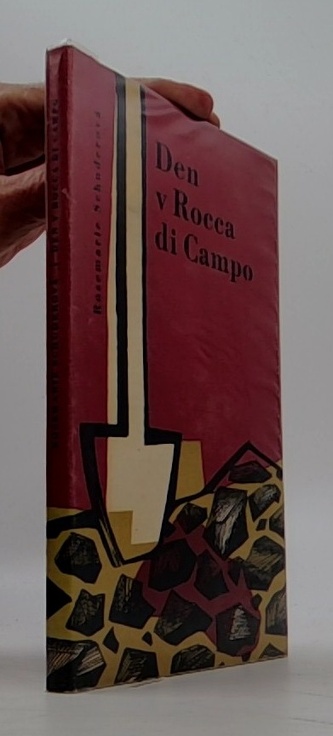 Den
v Rocca
di Campo
Rosemarie Schuderová